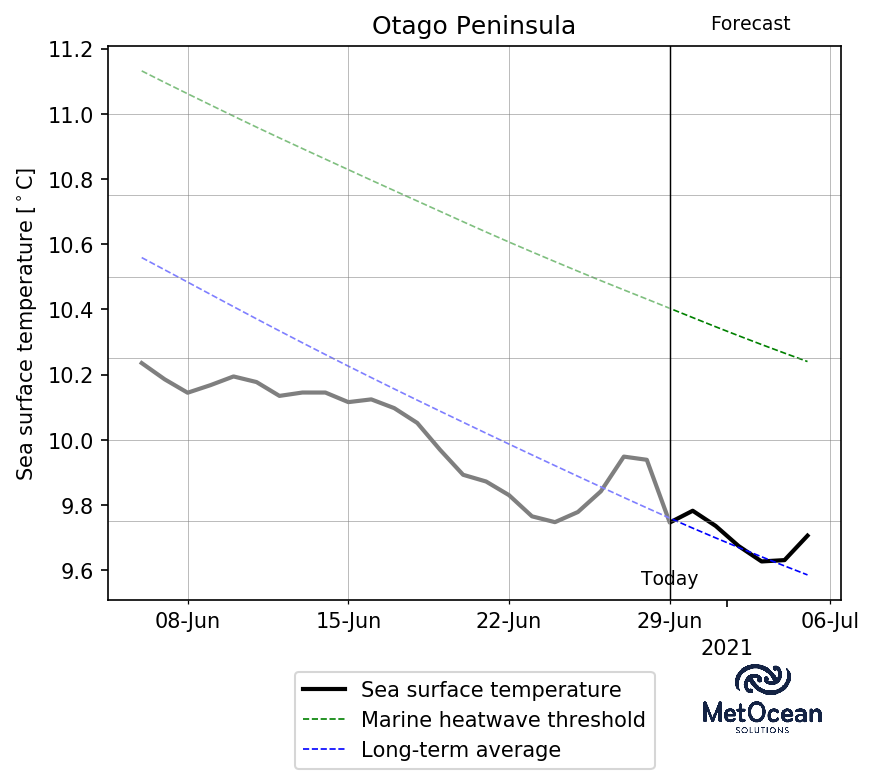 Otago Peninsula
Forecast
11.2
11.0
10.8
10.6
10.4
10.2
10.0
9.8
9.6
Sea surface temperature [°C]
Today
08-Jun
15-Jun
22-Jun
29-Jun
06-Jul
2021
Sea surface temperature
Marine heatwave threshold
Long-term average
MetOcean
SOLUTIONS